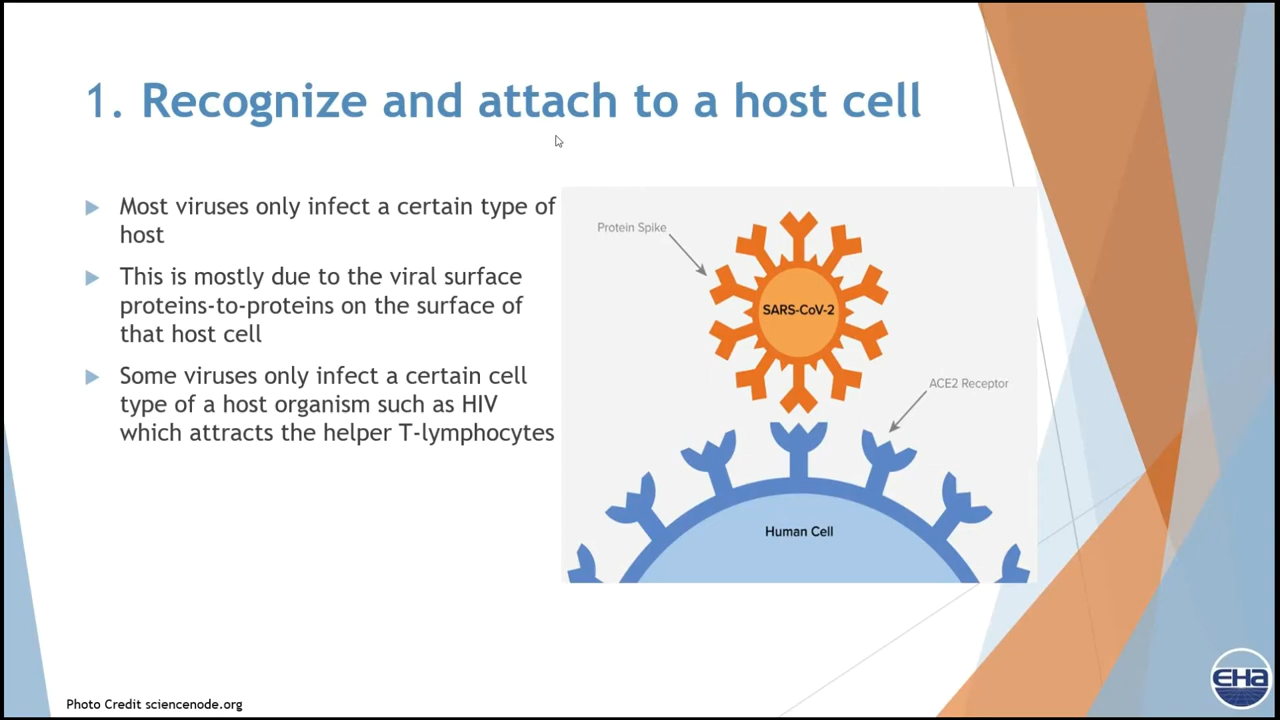 1. Recognize and attach to a host cell
Most viruses only infect a certain type of
host
This is mostly due to the viral surface
proteins-to-proteins on the surface of
that host cell
Some viruses only infect a certain cell
type of a host organism such as HIV
which attracts the helper T-lymphocytes
Protein Spike
SARS-CoV-2
ACE2 Receptor
Human Cell
Photo Credit sciencenode.org
EHa